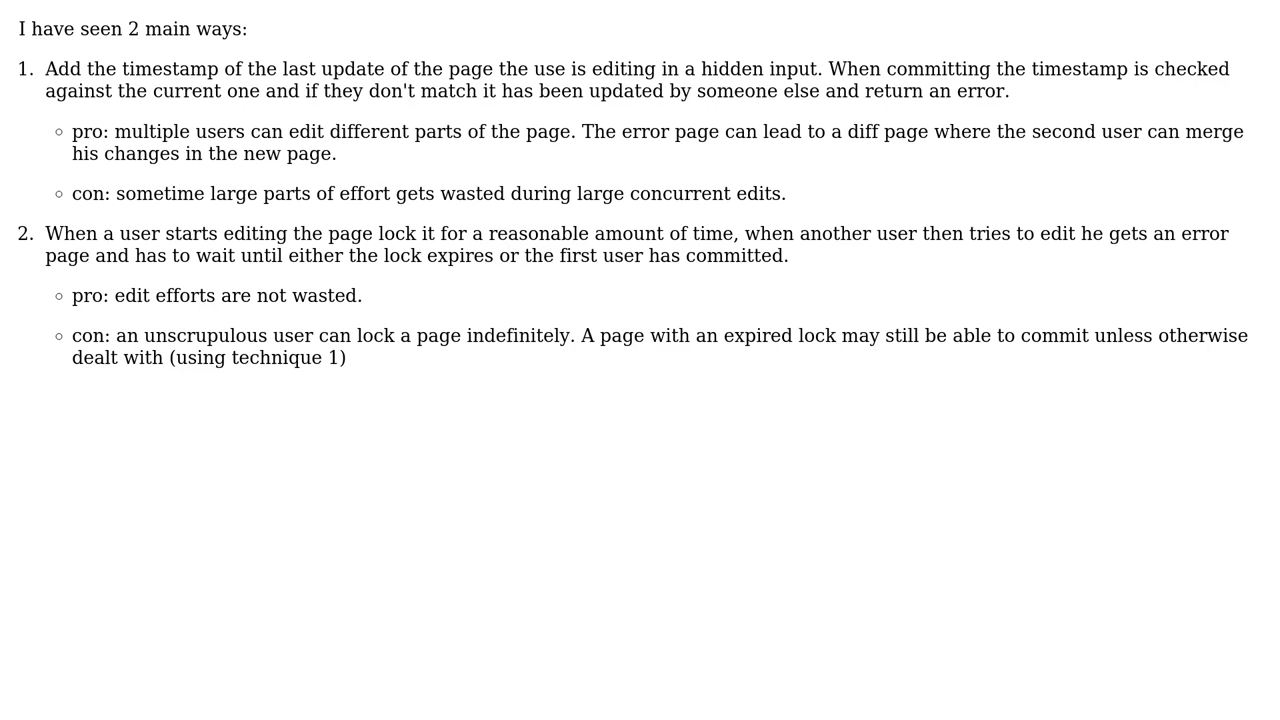 I have seen 2 main ways:
1. Add the timestamp of the last update of the page the use is editing in a hidden input. When committing the timestamp is checked
against the current one and if they don't match it has been updated by someone else and return an error.
◦ pro: multiple users can edit different parts of the page. The error page can lead to a diff page where the second user can merge
his changes in the new page.
◦ con: sometime large parts of effort gets wasted during large concurrent edits.
2. When a user starts editing the page lock it for a reasonable amount of time, when another user then tries to edit he gets an error
page and has to wait until either the lock expires or the first user has committed.
◦ pro: edit efforts are not wasted.
◦ con: an unscrupulous user can lock a page indefinitely. A page with an expired lock may still be able to commit unless otherwise
dealt with (using technique 1)